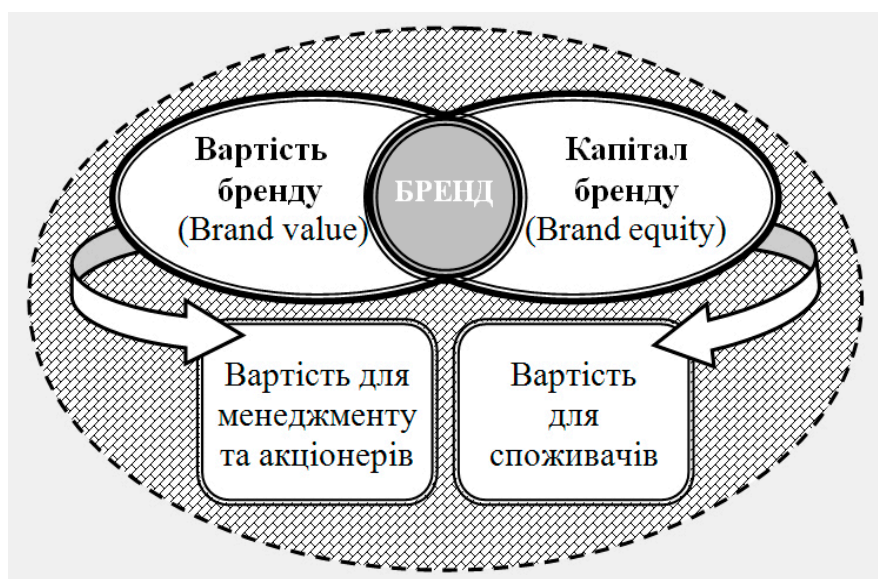 Вартість
бренду
(Brand value)
БРЕНД
Капітал
бренду
(Brand equity)
Вартість для
менеджменту
та акціонерів
Вартість
для
споживачів